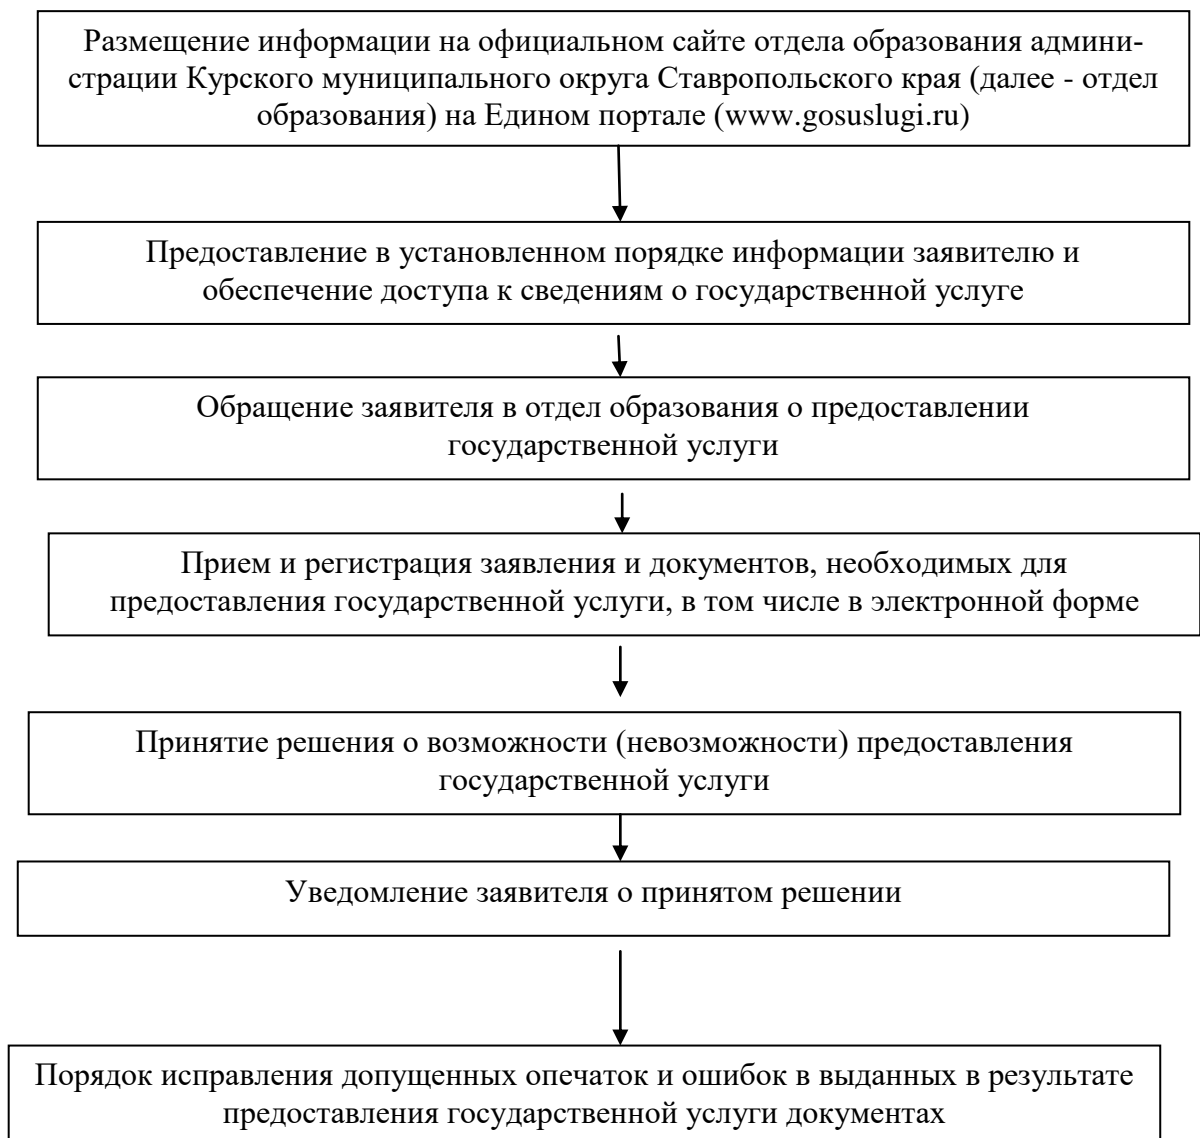 Размещение информации на официальном сайте отдела образования админи-
страции Курского муниципального округа Ставропольского края (далее - отдел
образования) на Едином портале (www.gosuslugi.ru)
Предоставление в установленном порядке информации заявителю и
обеспечение доступа к сведениям о государственной услуге
Обращение заявителя в отдел образования о предоставлении
государственной услуги
Прием и регистрация заявления и документов, необходимых для
предоставления государственной услуги, в том числе в электронной форме
Принятие решения о возможности (невозможности) предоставления
государственной услуги
Уведомление заявителя о принятом решении
Порядок исправления допущенных опечаток и ошибок в выданных в результате
предоставления государственной услуги документах